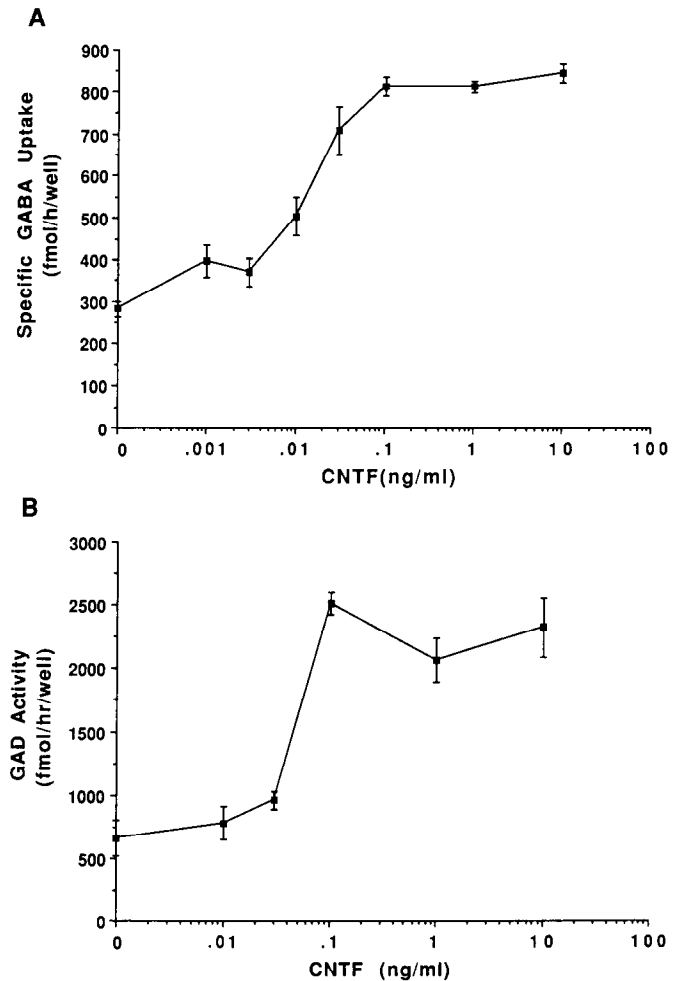 A
900
800
700
600
500
400
300
200
100
0
Specific GABA Uptake
(fmol/h/well)
0 .001 .01 .1 1 10 100
CNTF(ng/ml)
B
3000
2500
2000
1500
1000
500
0
GAD Activity
(fmol/hr/well)
0 .01 .1 1 10 100
CNTF (ng/ml)